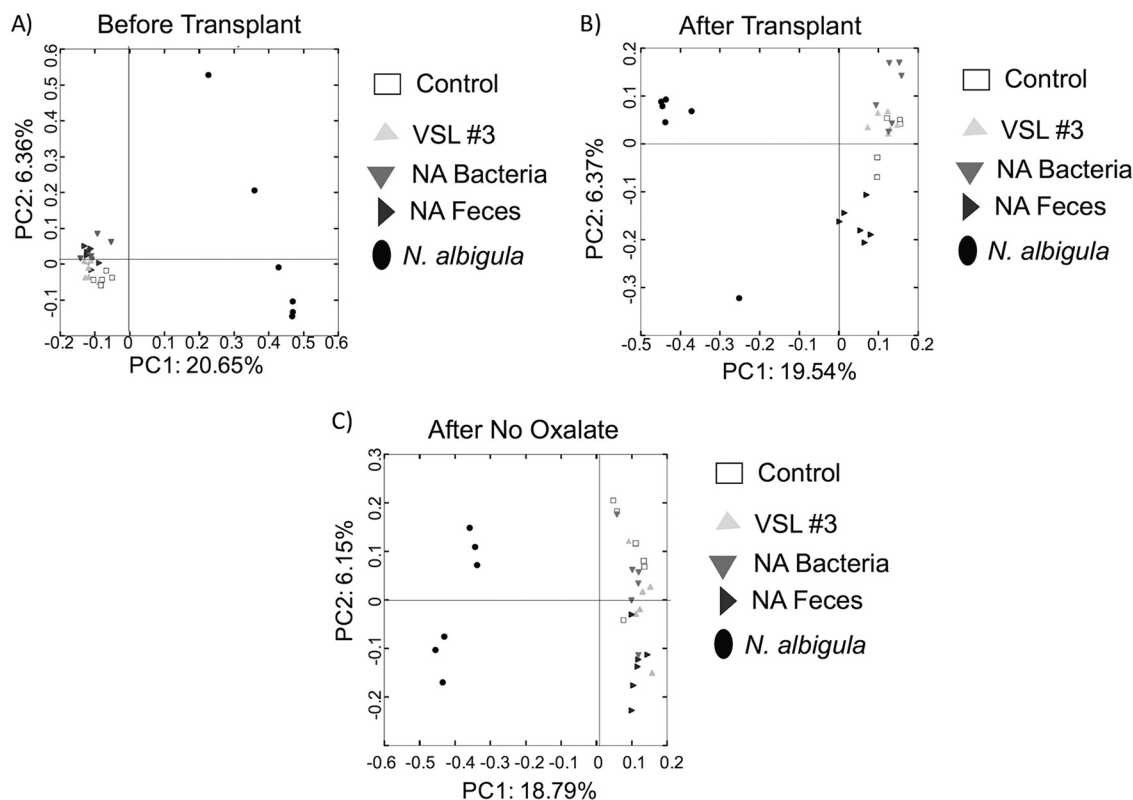 A)
Before Transplant
0.6
0.5
0.4
0.3
0.2
0.1
0
-0.1
PC2: 6.36%
-0.2 -0.1 0 0.1 0.2 0.3 0.4 0.5 0.6
PC1: 20.65%
Control
VSL #3
NA Bacteria
NA Feces
N. albigula
B)
After Transplant
0.2
0.1
0
-0.1
-0.2
-0.3
PC2: 6.37%
-0.5 -0.4 -0.3 -0.2 -0.1 0 0.1 0.2
PC1: 19.54%
Control
VSL #3
NA Bacteria
NA Feces
N. albigula
C)
After No Oxalate
0.3
0.2
0.1
0
-0.1
-0.2
PC2: 6.15%
-0.6 -0.5 -0.4 -0.3 -0.2 -0.1 0 0.1 0.2
PC1: 18.79%
Control
VSL #3
NA Bacteria
NA Feces
N. albigula